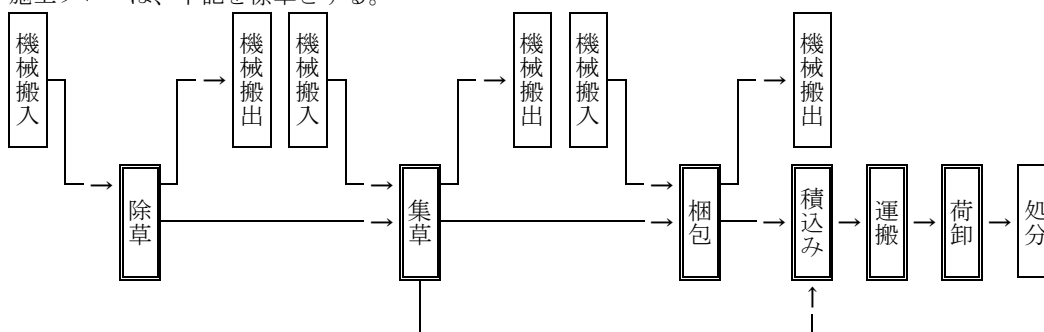 施工フローは、下記を標準とする。
機械搬入
機械搬出
機械搬入
機械搬出
機械搬入
機械搬出
除草
集草
梱包
積込み
運搬
荷卸
処分